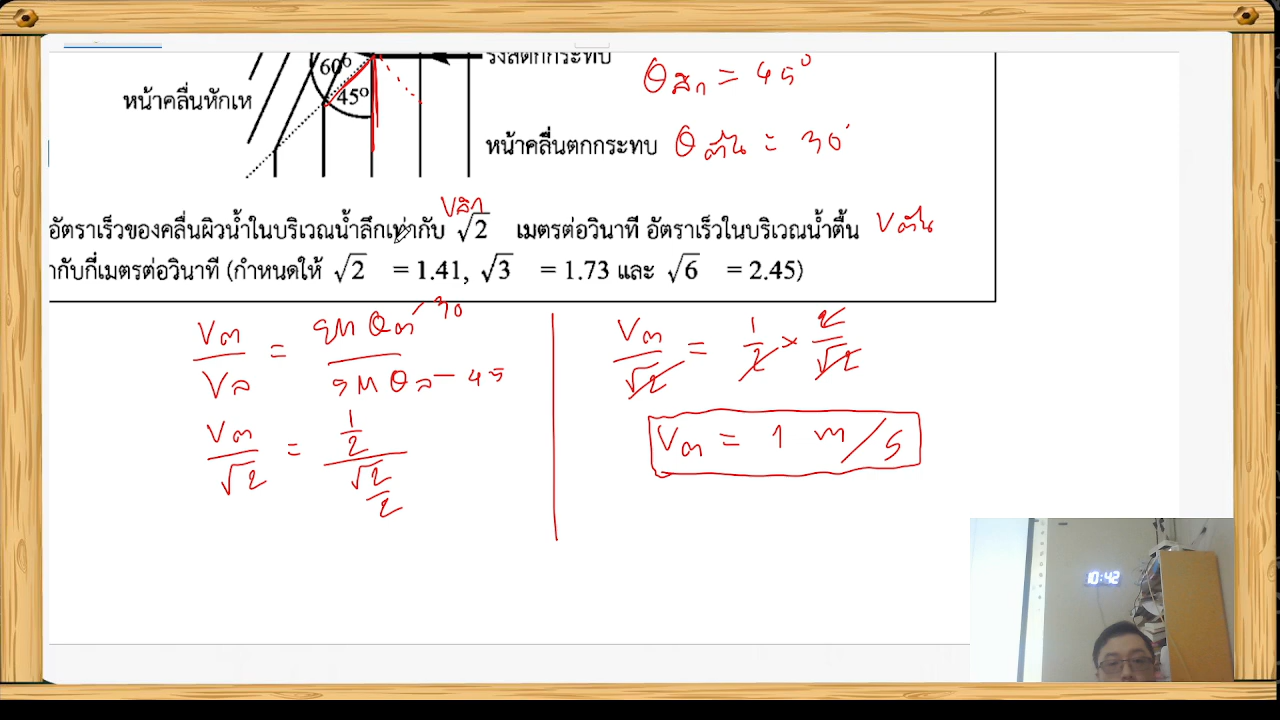 60°
รังสีตกกระทบ
θลึก = 45°
หน้าคลื่นหักเห
45°
หน้าคลื่นตกกระทบ θตื้น = 30°
Vลึก
อัตราเร็วของคลื่นผิวน้ำในบริเวณน้ำลึกเท่ากับ √2 เมตรต่อวินาที อัตราเร็วในบริเวณน้ำตื้น Vตื้น
ากับกี่เมตรต่อวินาที (กำหนดให้ √2 = 1.41, √3 = 1.73 และ √6 = 2.45)
Vต/Vล = sin θต 30 / sin θล 45
Vต/√2 = (1/2)/(√2/2)
Vต/√2 = 1/2 × 2/√2
Vต = 1 m/s
10:42